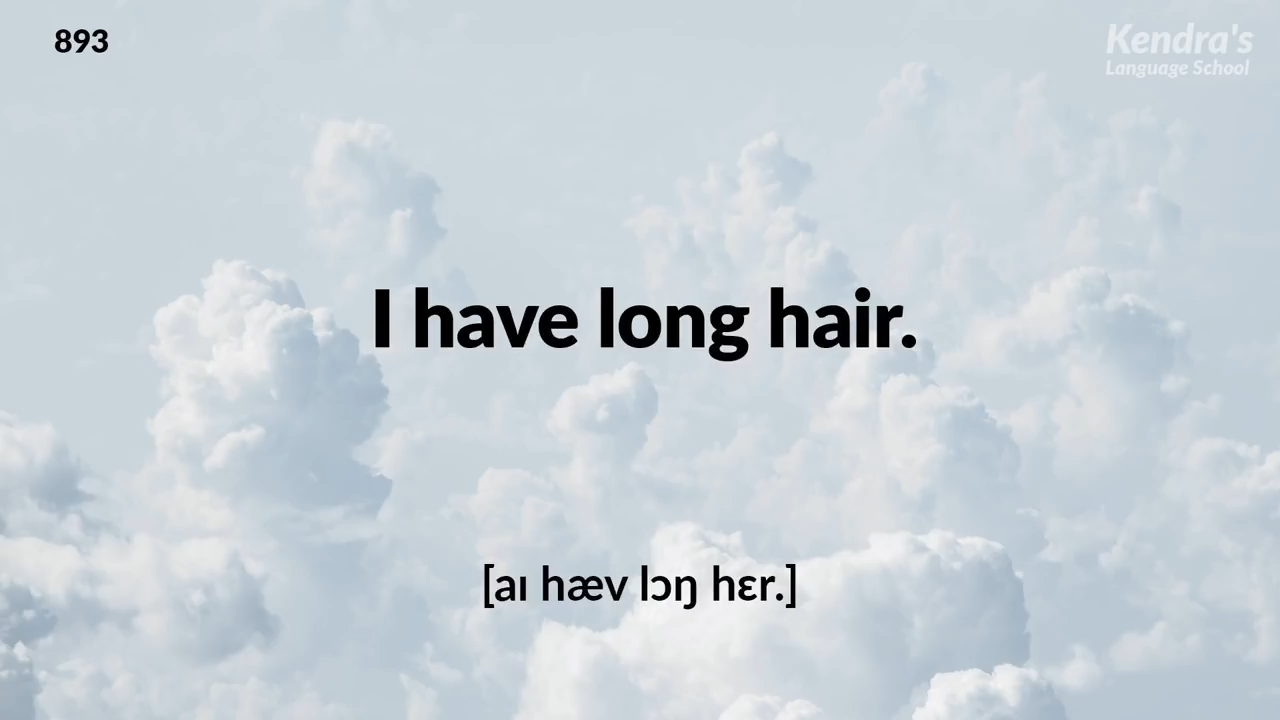 893
Kendra's
Language School
I have long hair.
[aɪ hæv lɔŋ hɛr.]